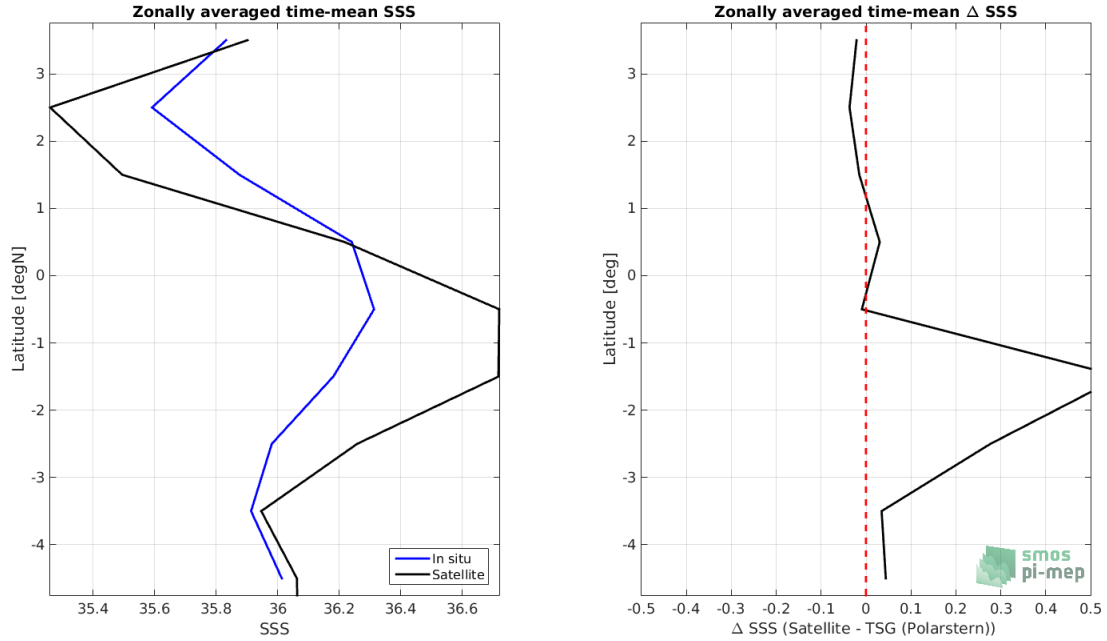 Zonally averaged time-mean SSS
3
2
1
0
-1
-2
-3
-4
Latitude [degN]
35.4 35.6 35.8 36 36.2 36.4 36.6
SSS
In situ
Satellite
Zonally averaged time-mean Δ SSS
3
2
1
0
-1
-2
-3
-4
Latitude [deg]
-0.5 -0.4 -0.3 -0.2 -0.1 0 0.1 0.2 0.3 0.4 0.5
Δ SSS (Satellite - TSG (Polarstern))
smos
pi-mep